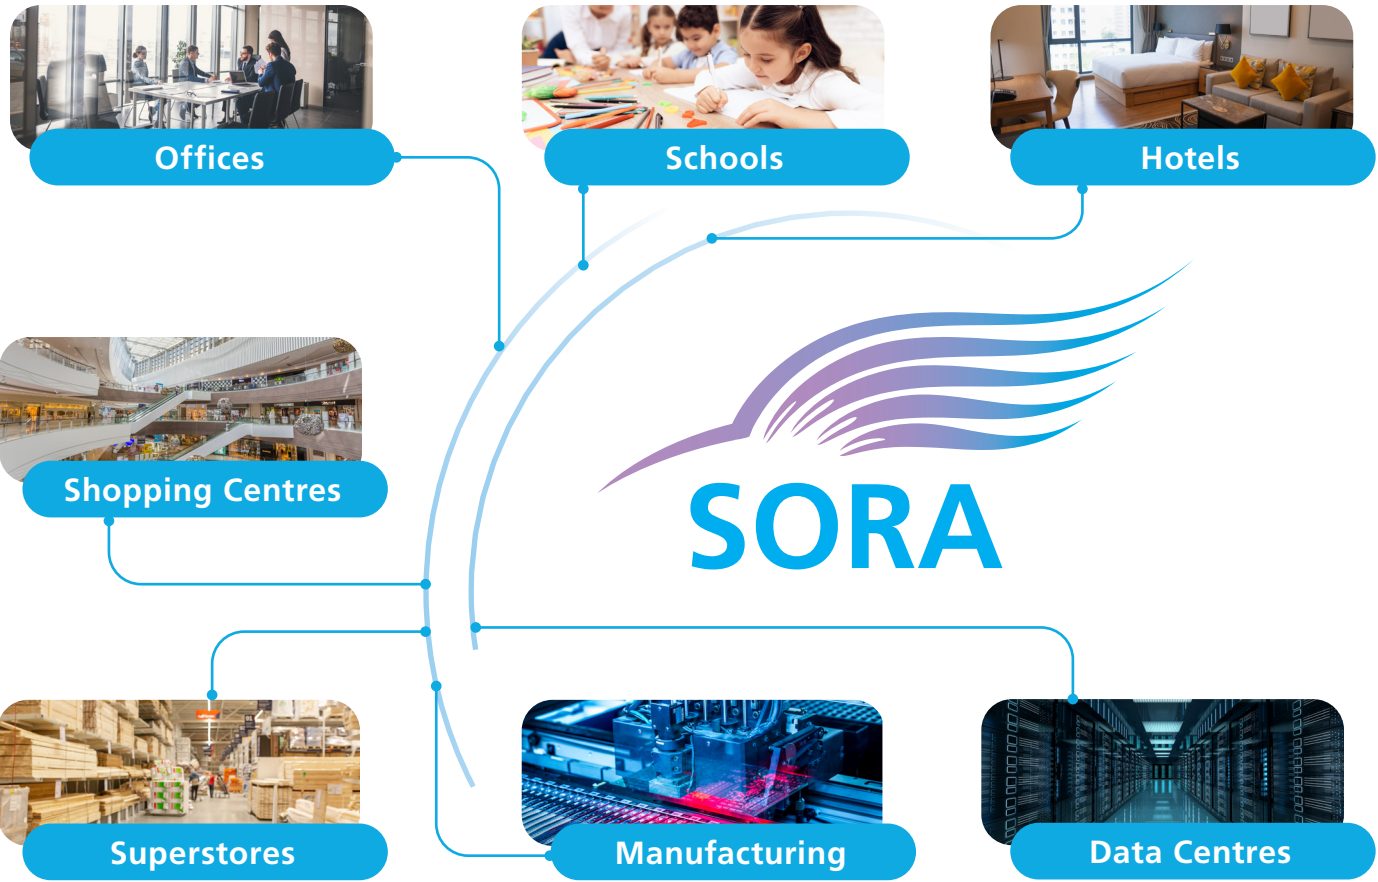 Offices
Schools
Hotels
Shopping Centres
SORA
Superstores
Manufacturing
Data Centres